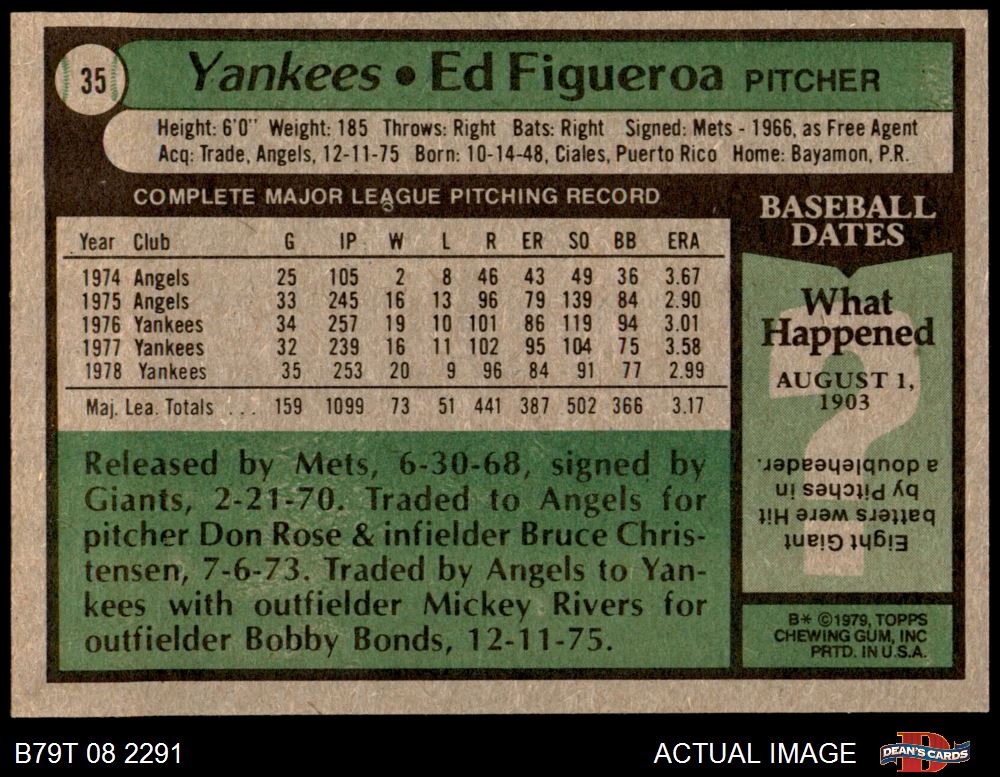 35
Yankees • Ed Figueroa PITCHER
Height: 6'0" Weight: 185 Throws: Right Bats: Right Signed: Mets - 1966, as Free Agent
Acq: Trade, Angels, 12-11-75 Born: 10-14-48, Ciales, Puerto Rico Home: Bayamon, P.R.
COMPLETE MAJOR LEAGUE PITCHING RECORD
Year Club G IP W L R ER SO BB ERA
1974 Angels 25 105 2 8 46 43 49 36 3.67
1975 Angels 33 245 16 13 96 79 139 84 2.90
1976 Yankees 34 257 19 10 101 86 119 94 3.01
1977 Yankees 32 239 16 11 102 95 104 75 3.58
1978 Yankees 35 253 20 9 96 84 91 77 2.99
Maj. Lea. Totals ... 159 1099 73 51 441 387 502 366 3.17
Released by Mets, 6-30-68, signed by
Giants, 2-21-70. Traded to Angels for
pitcher Don Rose & infielder Bruce Chris-
tensen, 7-6-73. Traded by Angels to Yan-
kees with outfielder Mickey Rivers for
outfielder Bobby Bonds, 12-11-75.
BASEBALL
DATES
What
Happened
AUGUST 1,
1903
?
Eight Giant
batters were Hit
by Pitches in
a doubleheader.
B* ©1979, TOPPS
CHEWING GUM, INC
PRTD. IN U.S.A.
B79T 08 2291
ACTUAL IMAGE
D
DEAN'S CARDS